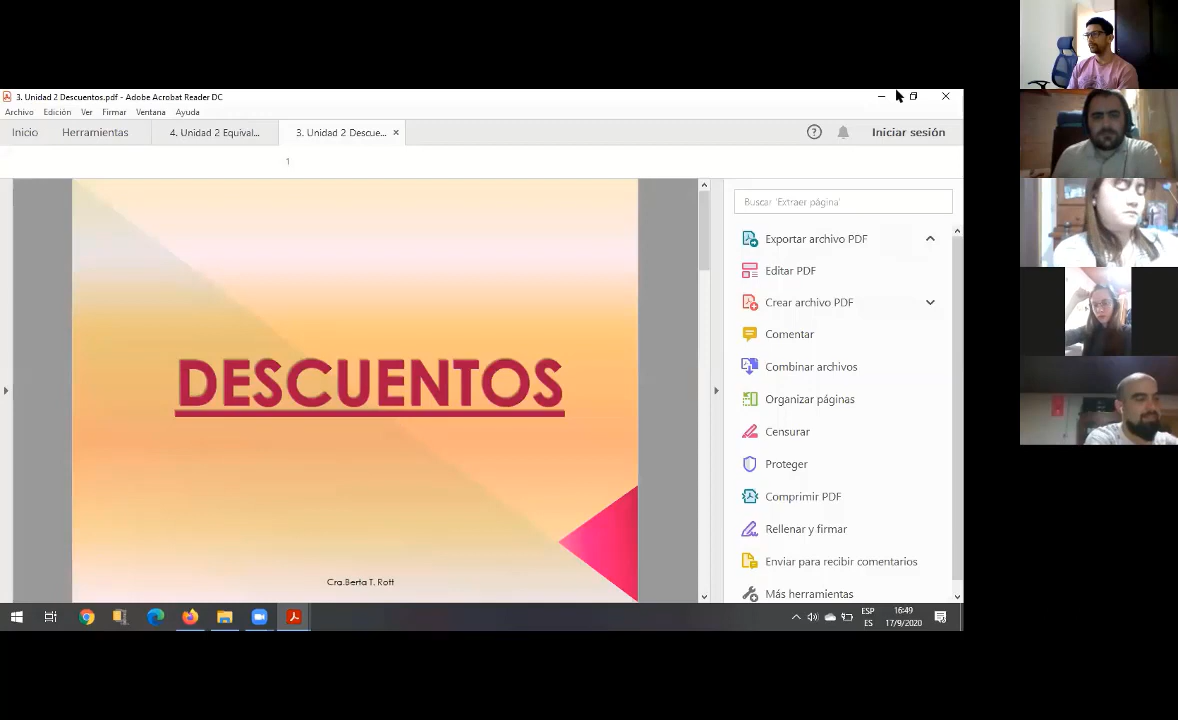 3. Unidad 2 Descuentos.pdf - Adobe Acrobat Reader DC
Archivo Edición Ver Firmar Ventana Ayuda
Inicio Herramientas 4. Unidad 2 Equival... 3. Unidad 2 Descue... Iniciar sesión
1
DESCUENTOS
Cra.Berta T. Rott
Buscar 'Extraer página'
Exportar archivo PDF
Editar PDF
Crear archivo PDF
Comentar
Combinar archivos
Organizar páginas
Censurar
Proteger
Comprimir PDF
Rellenar y firmar
Enviar para recibir comentarios
Más herramientas
ESP 16:49
ES 17/9/2020